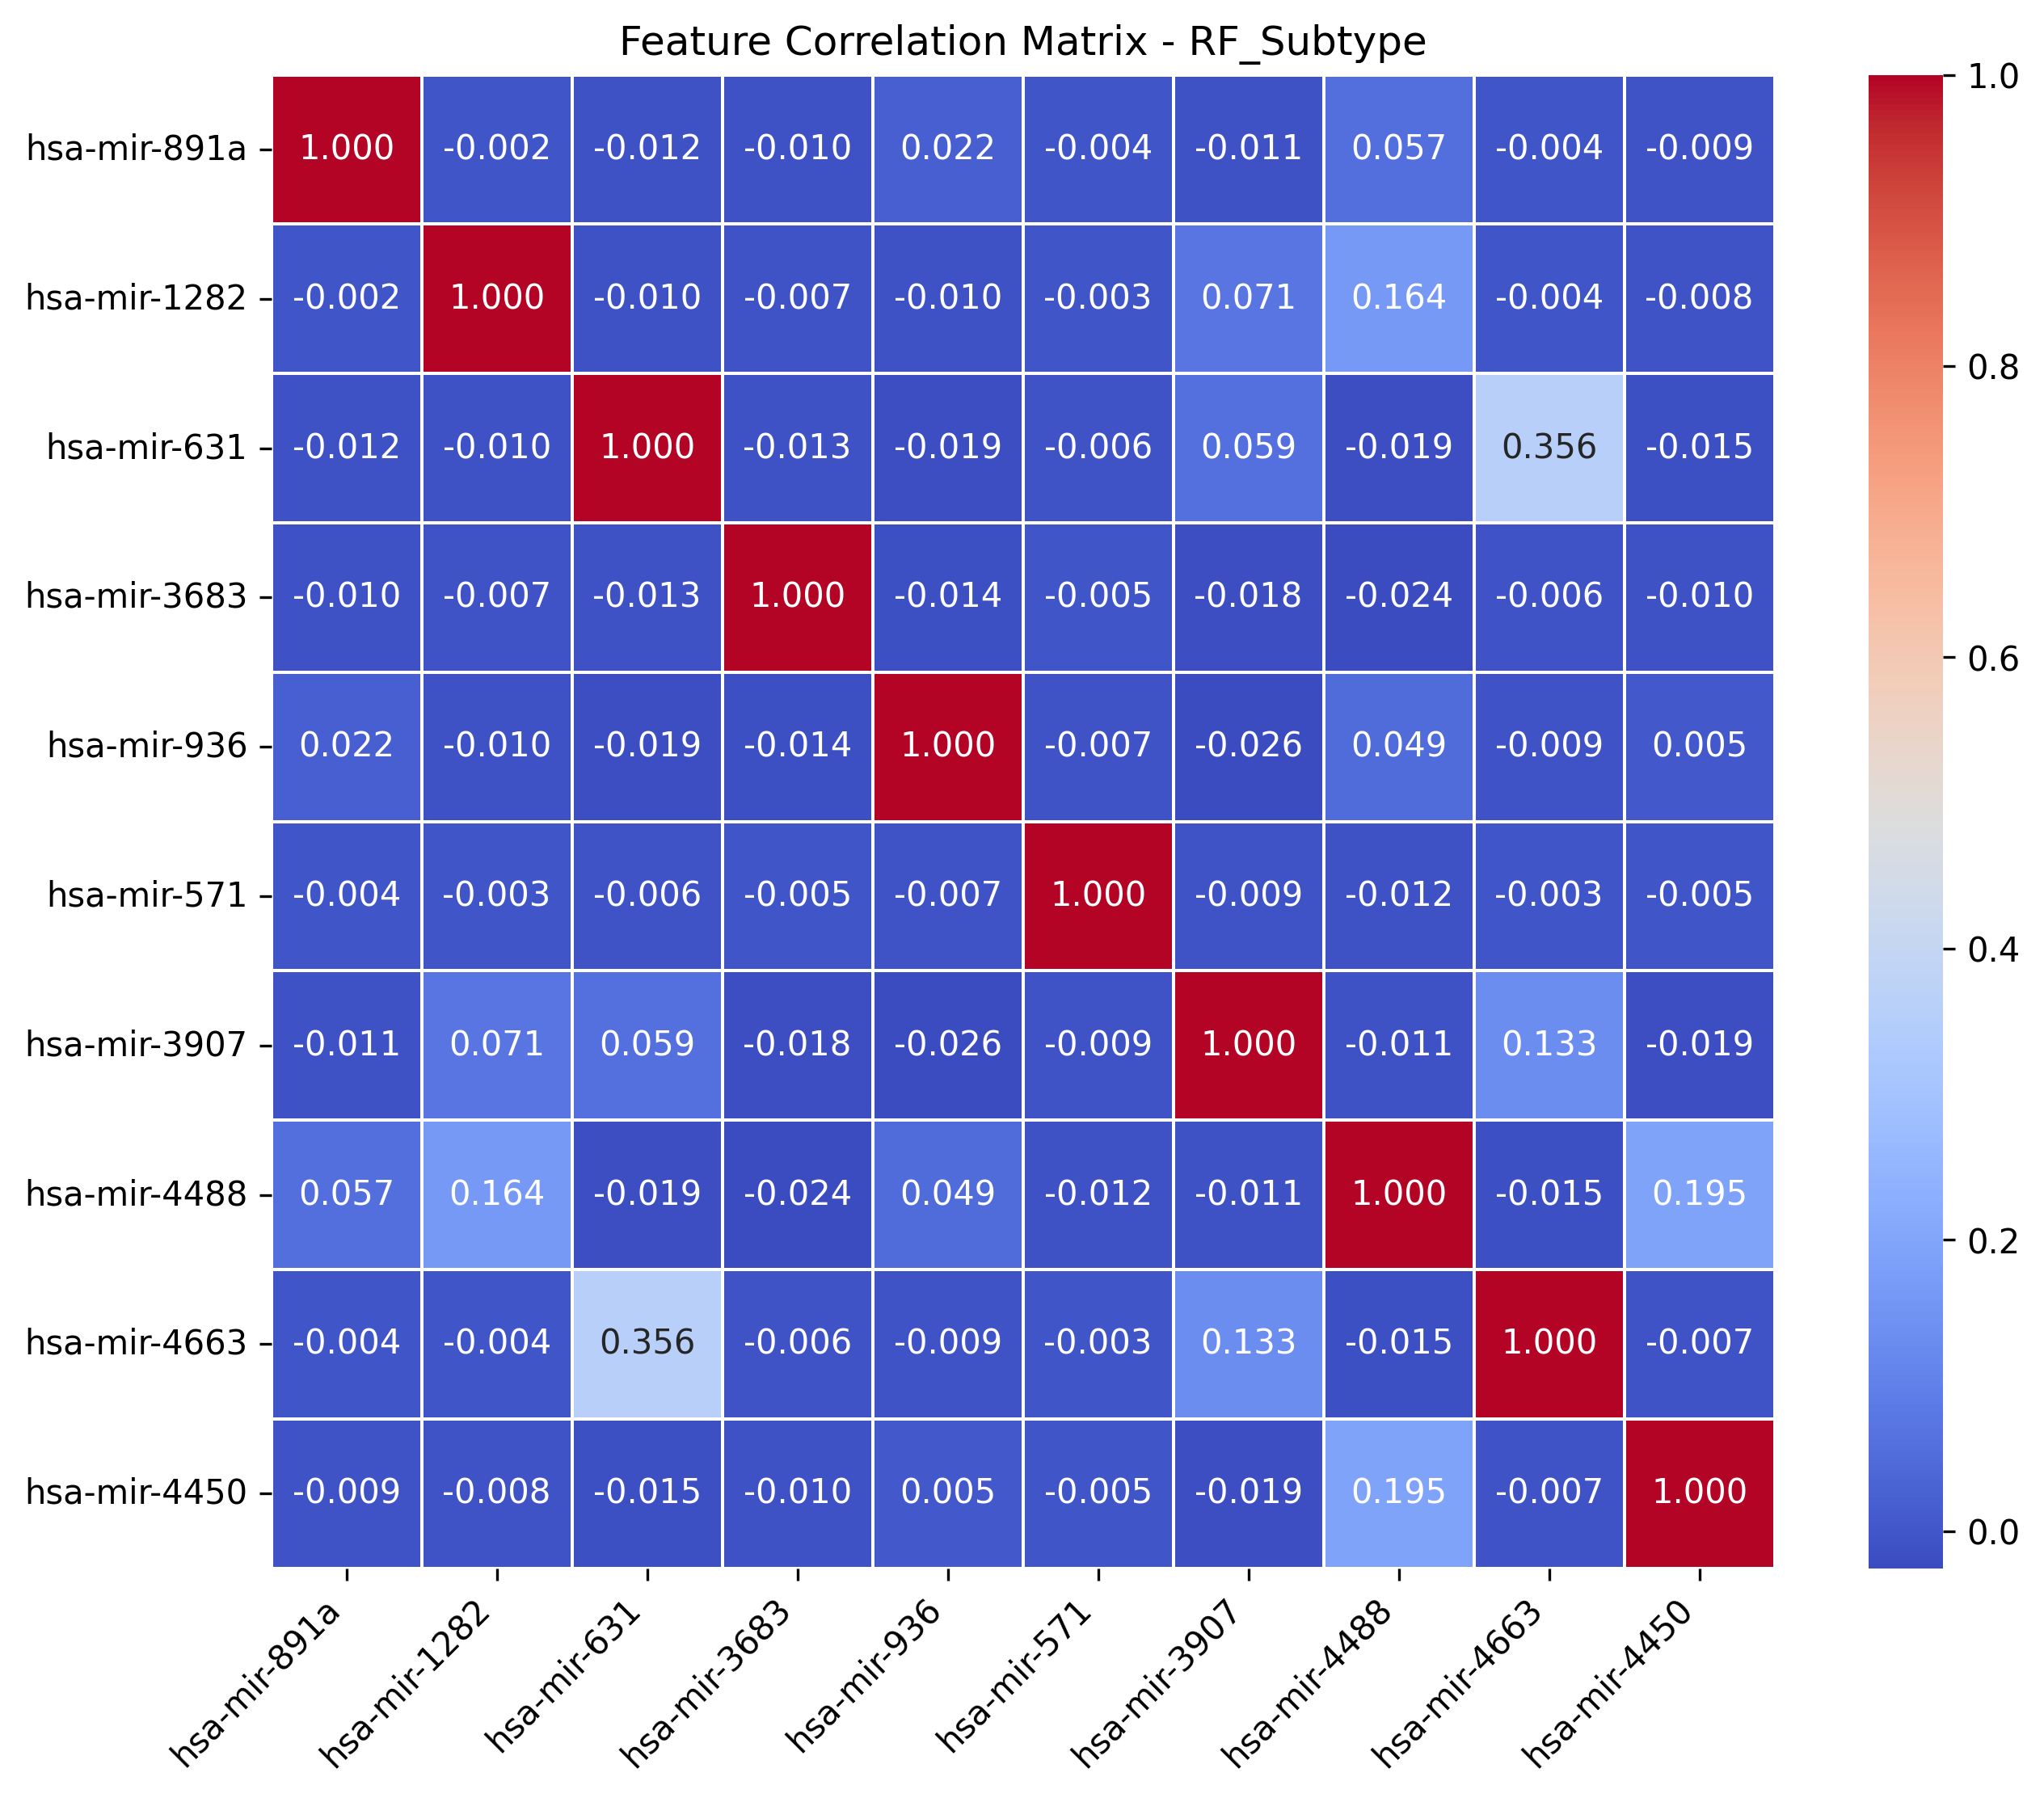 Feature Correlation Matrix - RF_Subtype
hsa-mir-891a 1.000 -0.002 -0.012 -0.010 0.022 -0.004 -0.011 0.057 -0.004 -0.009
hsa-mir-1282 -0.002 1.000 -0.010 -0.007 -0.010 -0.003 0.071 0.164 -0.004 -0.008
hsa-mir-631 -0.012 -0.010 1.000 -0.013 -0.019 -0.006 0.059 -0.019 0.356 -0.015
hsa-mir-3683 -0.010 -0.007 -0.013 1.000 -0.014 -0.005 -0.018 -0.024 -0.006 -0.010
hsa-mir-936 0.022 -0.010 -0.019 -0.014 1.000 -0.007 -0.026 0.049 -0.009 0.005
hsa-mir-571 -0.004 -0.003 -0.006 -0.005 -0.007 1.000 -0.009 -0.012 -0.003 -0.005
hsa-mir-3907 -0.011 0.071 0.059 -0.018 -0.026 -0.009 1.000 -0.011 0.133 -0.019
hsa-mir-4488 0.057 0.164 -0.019 -0.024 0.049 -0.012 -0.011 1.000 -0.015 0.195
hsa-mir-4663 -0.004 -0.004 0.356 -0.006 -0.009 -0.003 0.133 -0.015 1.000 -0.007
hsa-mir-4450 -0.009 -0.008 -0.015 -0.010 0.005 -0.005 -0.019 0.195 -0.007 1.000
hsa-mir-891a
hsa-mir-1282
hsa-mir-631
hsa-mir-3683
hsa-mir-936
hsa-mir-571
hsa-mir-3907
hsa-mir-4488
hsa-mir-4663
hsa-mir-4450
1.0
0.8
0.6
0.4
0.2
0.0